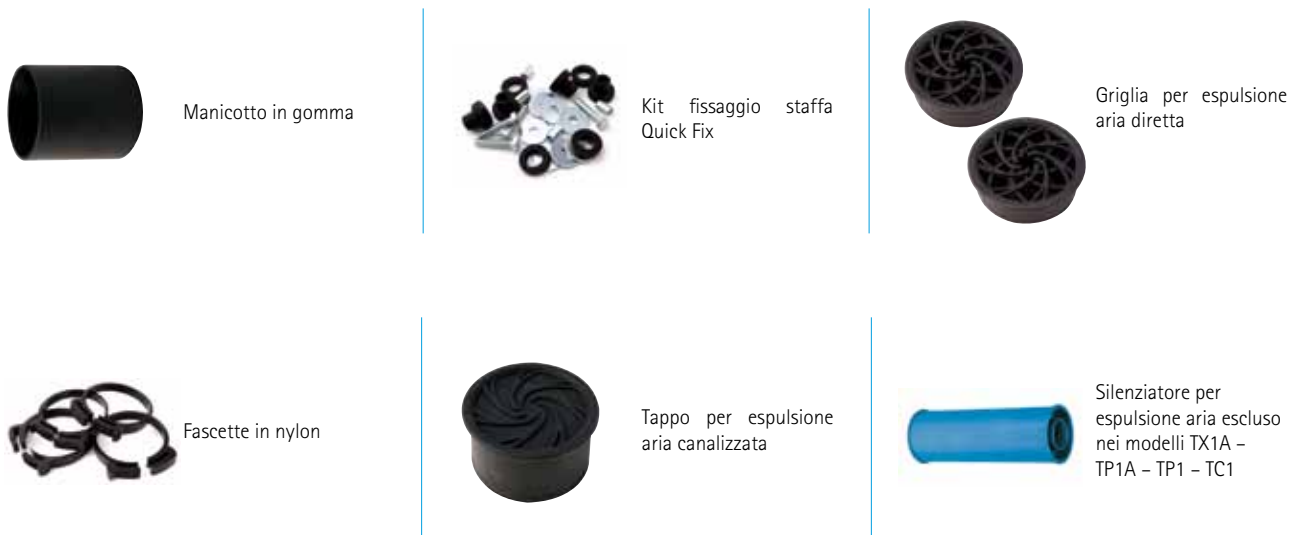 Manicotto in gomma
Kit fissaggio staffa
Quick Fix
Griglia per espulsione
aria diretta
Fascette in nylon
Tappo per espulsione
aria canalizzata
Silenziatore per
espulsione aria escluso
nei modelli TX1A –
TP1A – TP1 – TC1